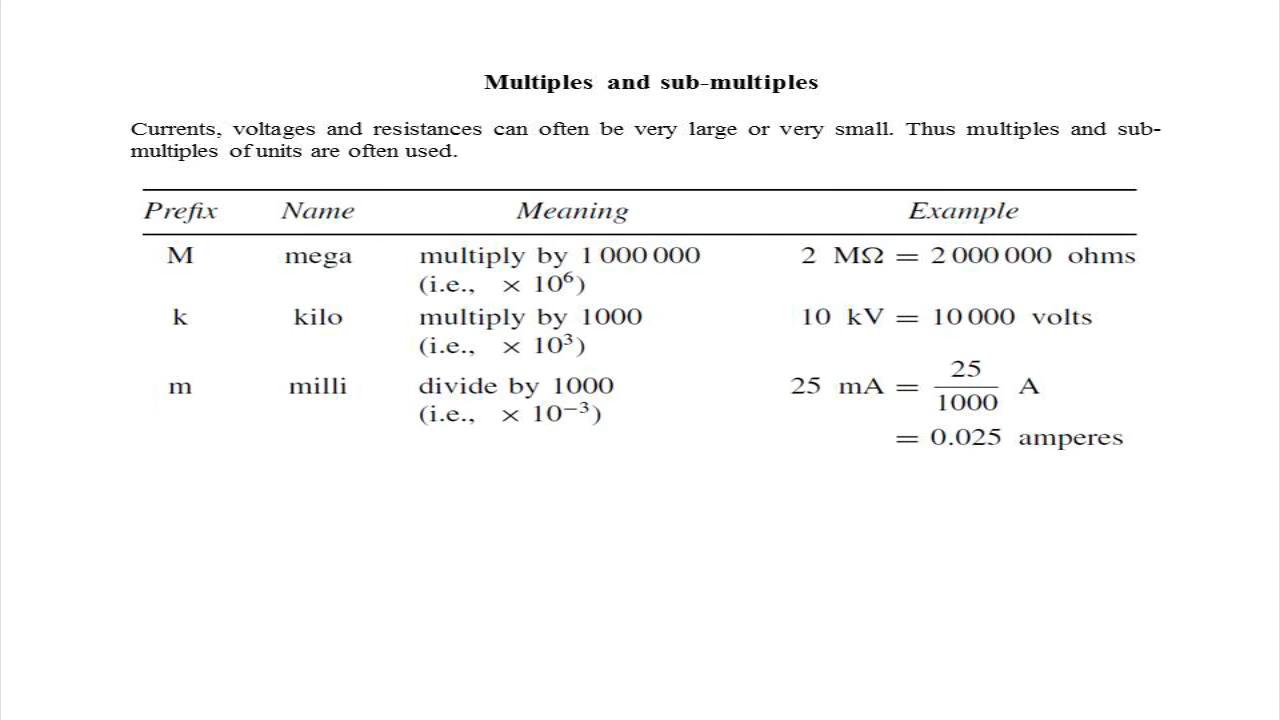 Multiples and sub-multiples
Currents, voltages and resistances can often be very large or very small. Thus multiples and sub-
multiples of units are often used.
Prefix Name Meaning Example
M mega multiply by 1 000 000 2 MΩ = 2 000 000 ohms
(i.e., × 10⁶)
k kilo multiply by 1000 10 kV = 10 000 volts
(i.e., × 10³)
m milli divide by 1000 25 mA = 25/1000 A
(i.e., × 10⁻³)
= 0.025 amperes